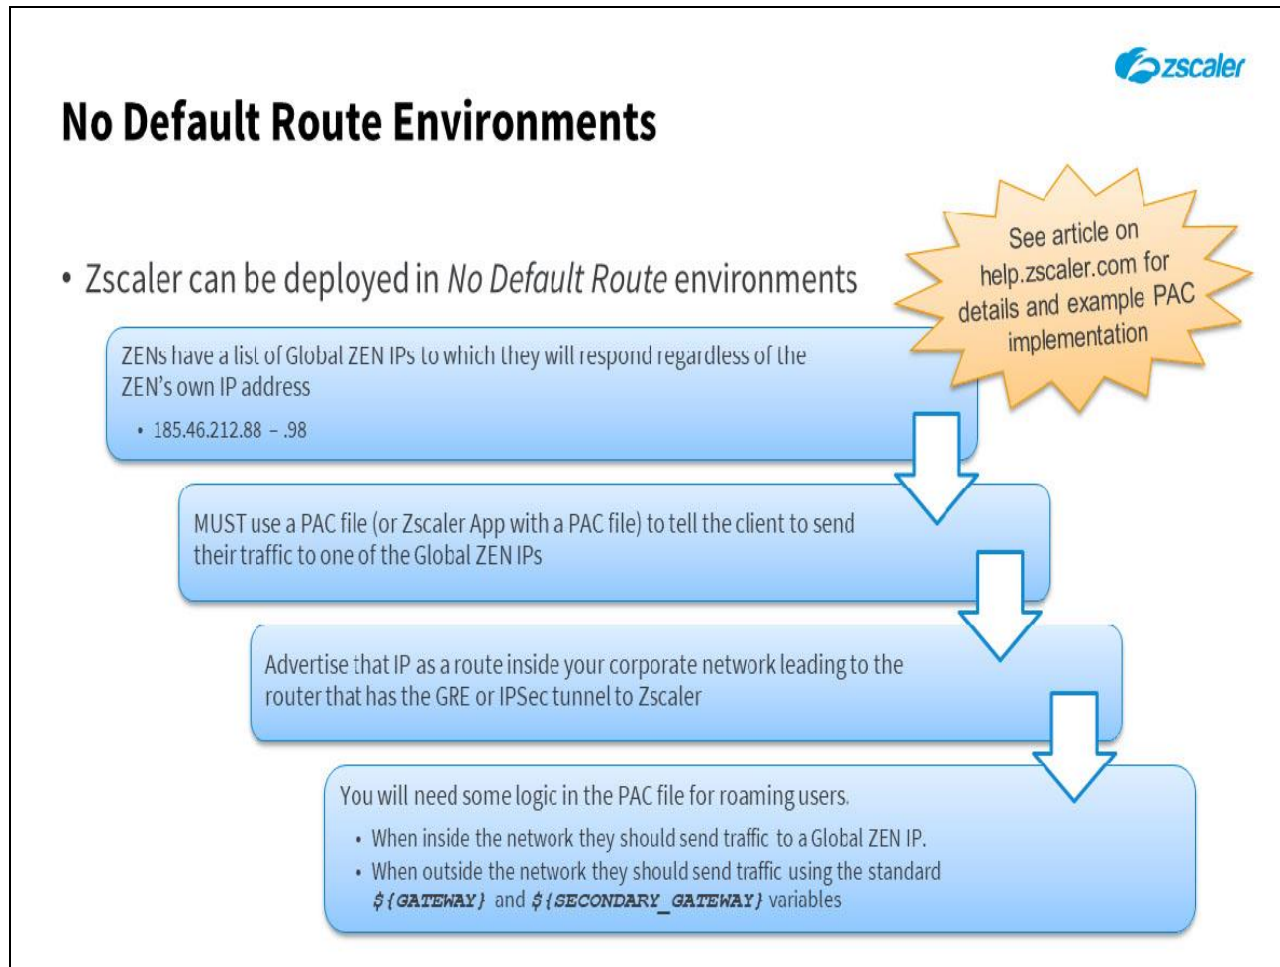 zscaler
No Default Route Environments
• Zscaler can be deployed in No Default Route environments
See article on
help.zscaler.com for
details and example PAC
implementation
ZENs have a list of Global ZEN IPs to which they will respond regardless of the
ZEN's own IP address
• 185.46.212.88 – .98
MUST use a PAC file (or Zscaler App with a PAC file) to tell the client to send
their traffic to one of the Global ZEN IPs
Advertise that IP as a route inside your corporate network leading to the
router that has the GRE or IPSec tunnel to Zscaler
You will need some logic in the PAC file for roaming users.
• When inside the network they should send traffic to a Global ZEN IP.
• When outside the network they should send traffic using the standard
${GATEWAY} and ${SECONDARY_GATEWAY} variables